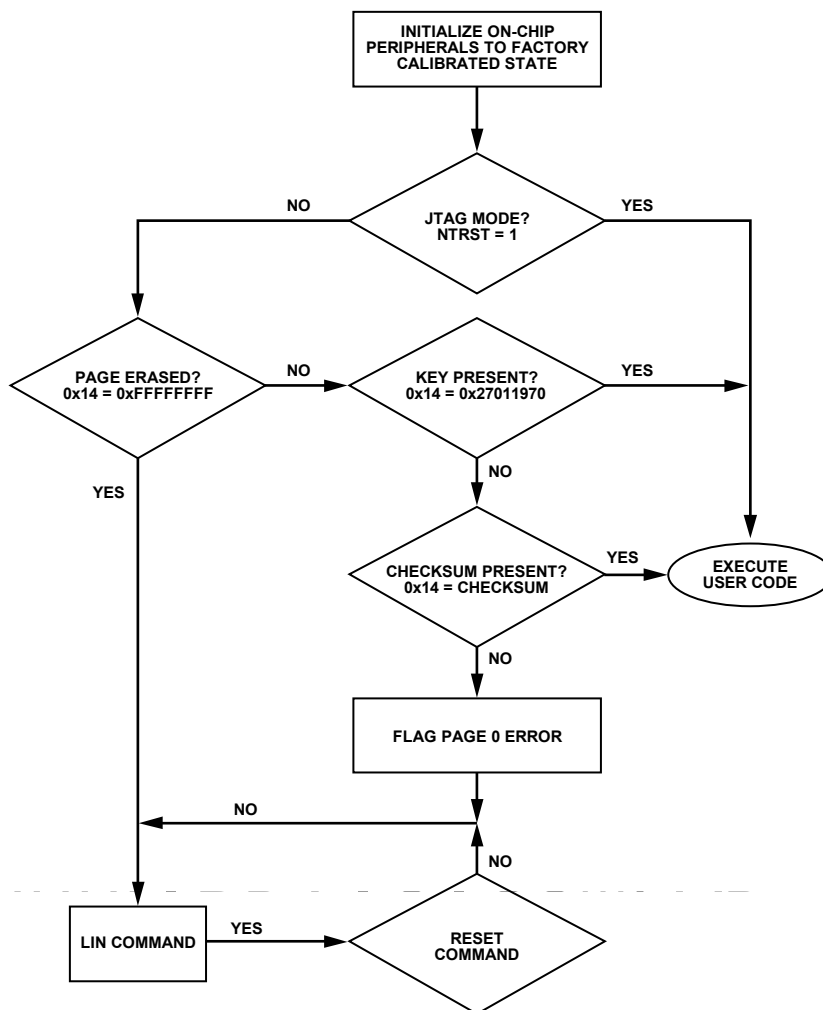 INITIALIZE ON-CHIP
PERIPHERALS TO FACTORY
CALIBRATED STATE
NO
YES
JTAG MODE?
NTRST = 1
PAGE ERASED?
0x14 = 0xFFFFFFFF
NO
KEY PRESENT?
0x14 = 0x27011970
YES
NO
YES
CHECKSUM PRESENT?
0x14 = CHECKSUM
YES
EXECUTE
USER CODE
NO
FLAG PAGE 0 ERROR
NO
NO
LIN COMMAND
YES
RESET
COMMAND